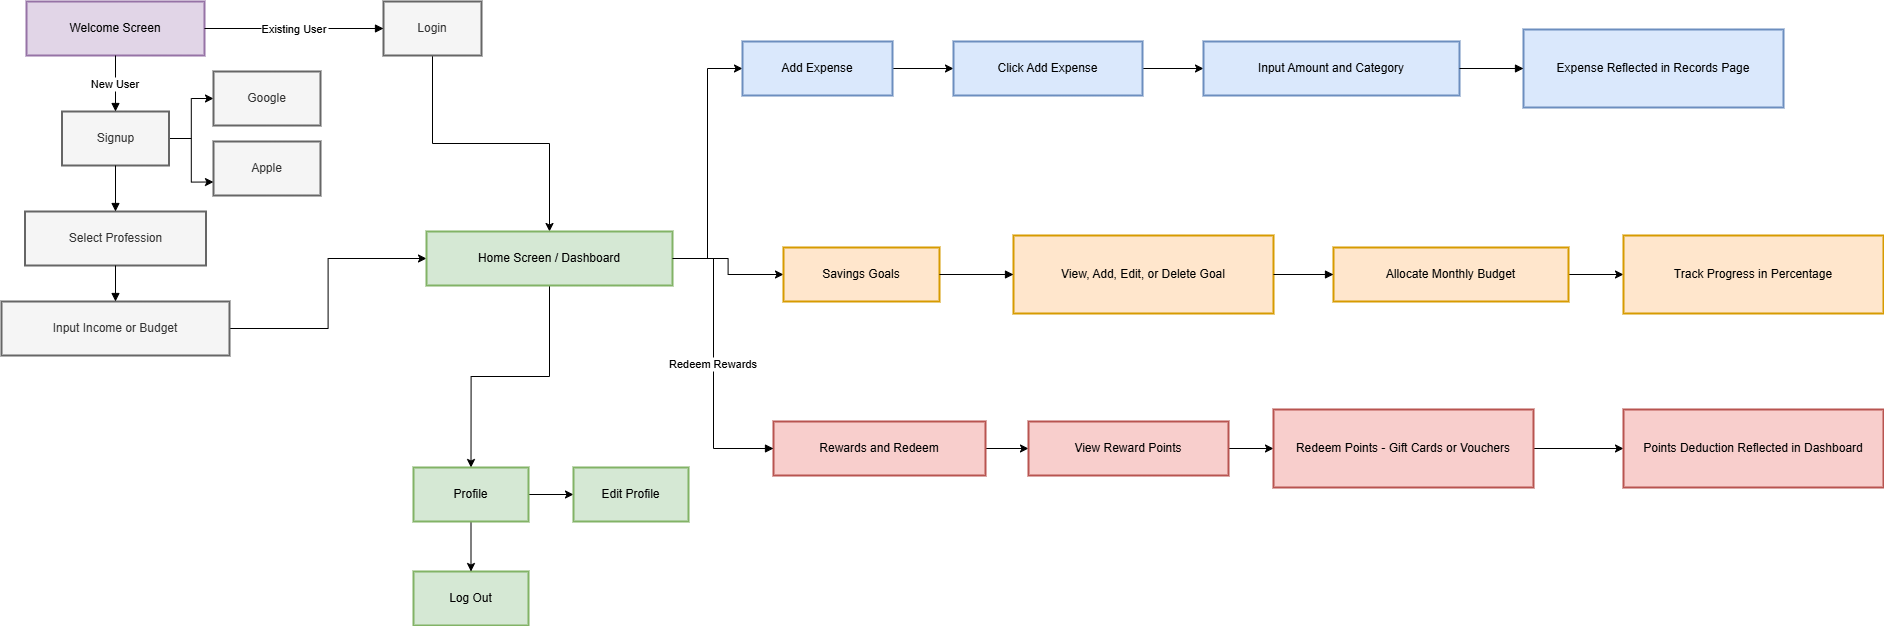 Welcome Screen
Existing User
Login
New User
Signup
Google
Apple
Select Profession
Input Income or Budget
Home Screen / Dashboard
Add Expense
Click Add Expense
Input Amount and Category
Expense Reflected in Records Page
Savings Goals
View, Add, Edit, or Delete Goal
Allocate Monthly Budget
Track Progress in Percentage
Redeem Rewards
Rewards and Redeem
View Reward Points
Redeem Points - Gift Cards or Vouchers
Points Deduction Reflected in Dashboard
Profile
Edit Profile
Log Out